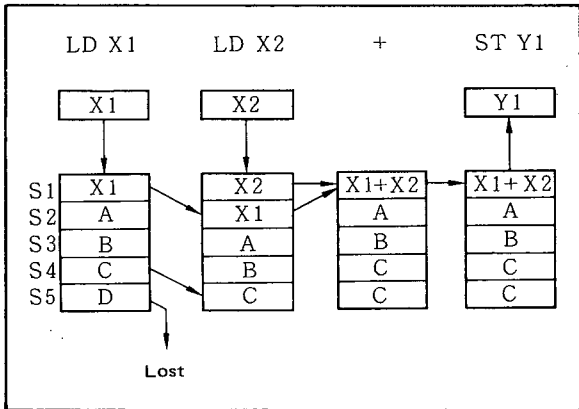 LD X1 LD X2 + ST Y1
X1 X2 Y1
S1 X1 X2 X1+X2 X1+X2
S2 A X1 A A
S3 B A B B
S4 C B C C
S5 D C C C
Lost